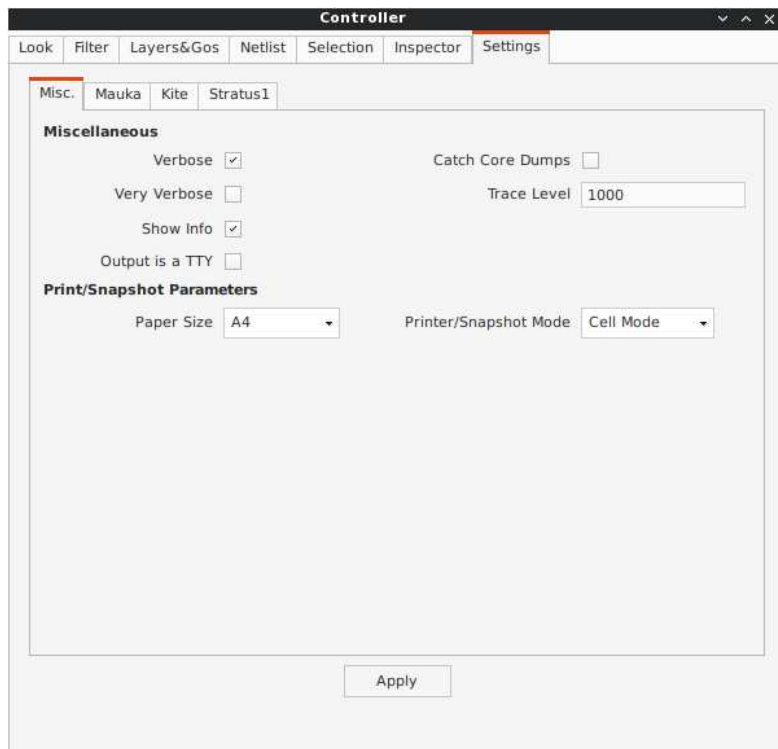 Controller
Look Filter Layers&Gos Netlist Selection Inspector Settings
Misc. Mauka Kite Stratus1
Miscellaneous
Verbose Catch Core Dumps
Very Verbose Trace Level 1000
Show Info
Output is a TTY
Print/Snapshot Parameters
Paper Size A4 Printer/Snapshot Mode Cell Mode
Apply